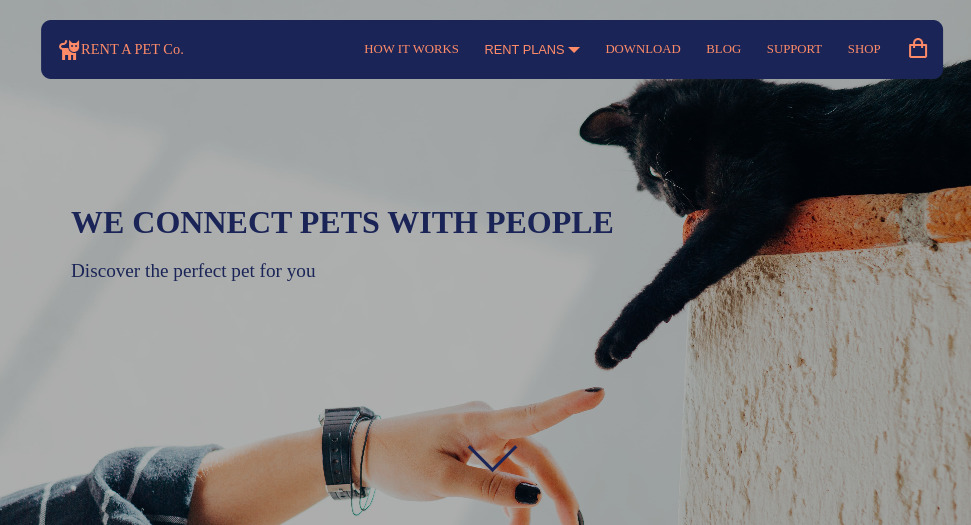 RENT A PET Co.
HOW IT WORKS
RENT PLANS
DOWNLOAD
BLOG
SUPPORT
SHOP
WE CONNECT PETS WITH PEOPLE
Discover the perfect pet for you